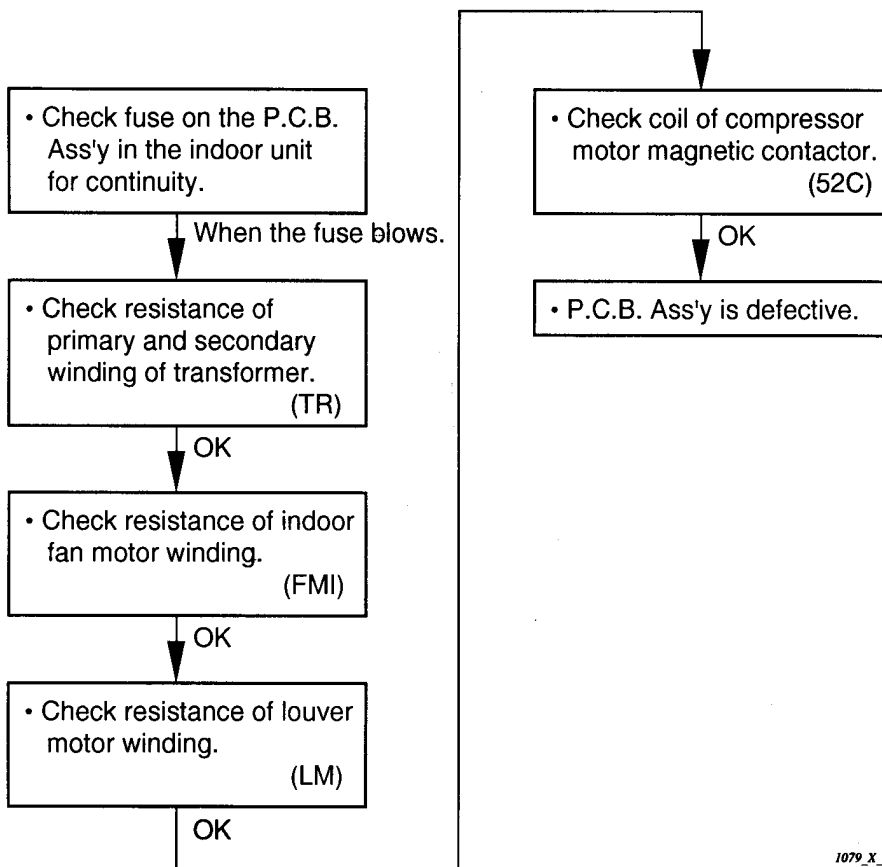 • Check fuse on the P.C.B.
Ass'y in the indoor unit
for continuity.
When the fuse blows.
• Check resistance of
primary and secondary
winding of transformer.
(TR)
OK
• Check resistance of indoor
fan motor winding.
(FMI)
OK
• Check resistance of louver
motor winding.
(LM)
OK
• Check coil of compressor
motor magnetic contactor.
(52C)
OK
• P.C.B. Ass'y is defective.
1079_X_